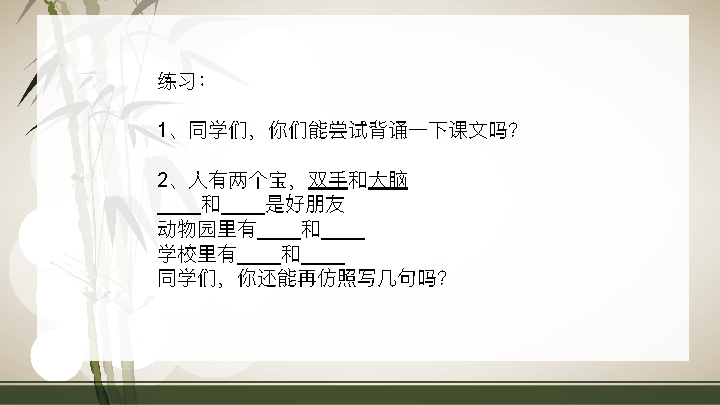 练习：
1、同学们，你们能尝试背诵一下课文吗？
2、人有两个宝，双手和大脑
____和____是好朋友
动物园里有____和____
学校里有____和____
同学们，你还能再仿照写几句吗？